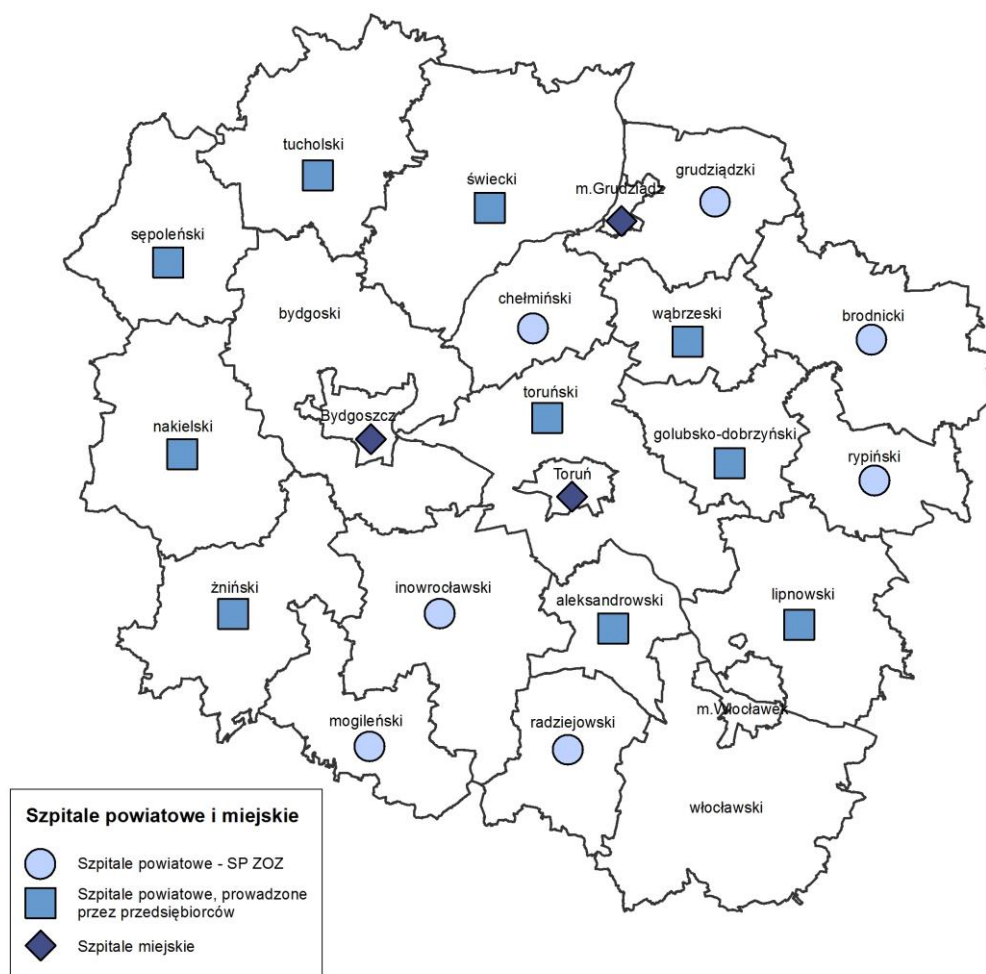 tucholski
grudziądzki
świecki
m.Grudziądz
sępoleński
chełmiński
bydgoski
wąbrzeski
brodnicki
toruński
Bydgoszcz
nakielski
golubsko-dobrzyński
rypiński
Toruń
żniński
inowrocławski
aleksandrowski
lipnowski
m.Włocławek
mogileński
radziejowski
włocławski
Szpitale powiatowe i miejskie
Szpitale powiatowe - SP ZOZ
Szpitale powiatowe, prowadzone
przez przedsiębiorców
Szpitale miejskie